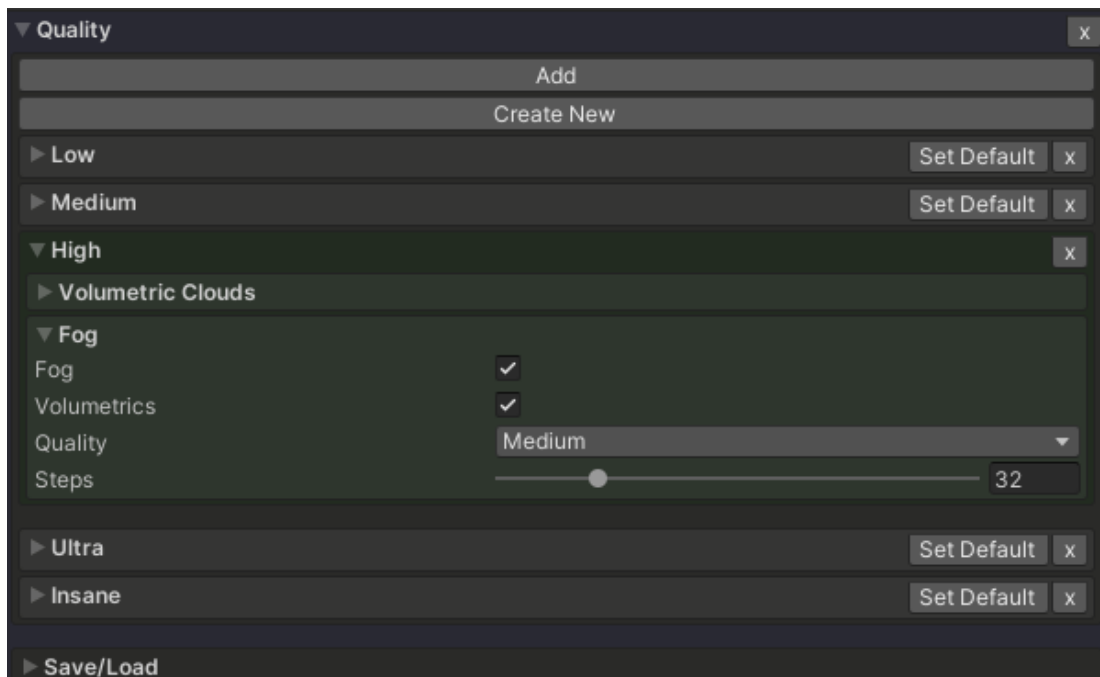 Quality x
Add
Create New
Low Set Default x
Medium Set Default x
High x
Volumetric Clouds
Fog
Fog
Volumetrics
Quality Medium
Steps 32
Ultra Set Default x
Insane Set Default x
Save/Load